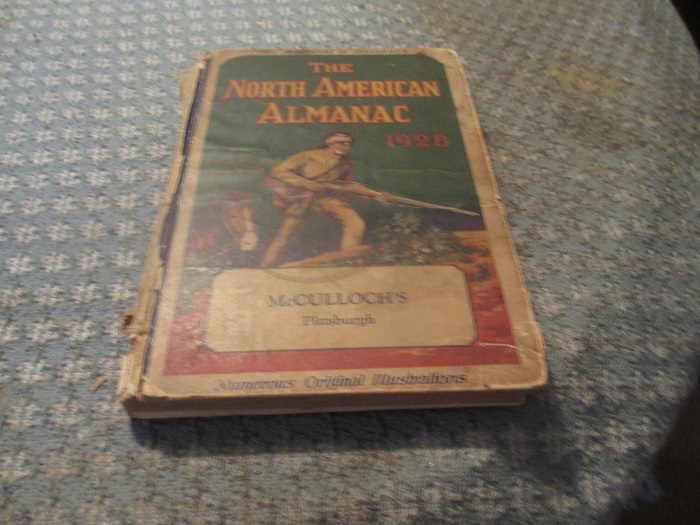 THE
NORTH AMERICAN
ALMANAC
1928
McCULLOCH'S
Pittsburgh
Numerous Original Illustrations